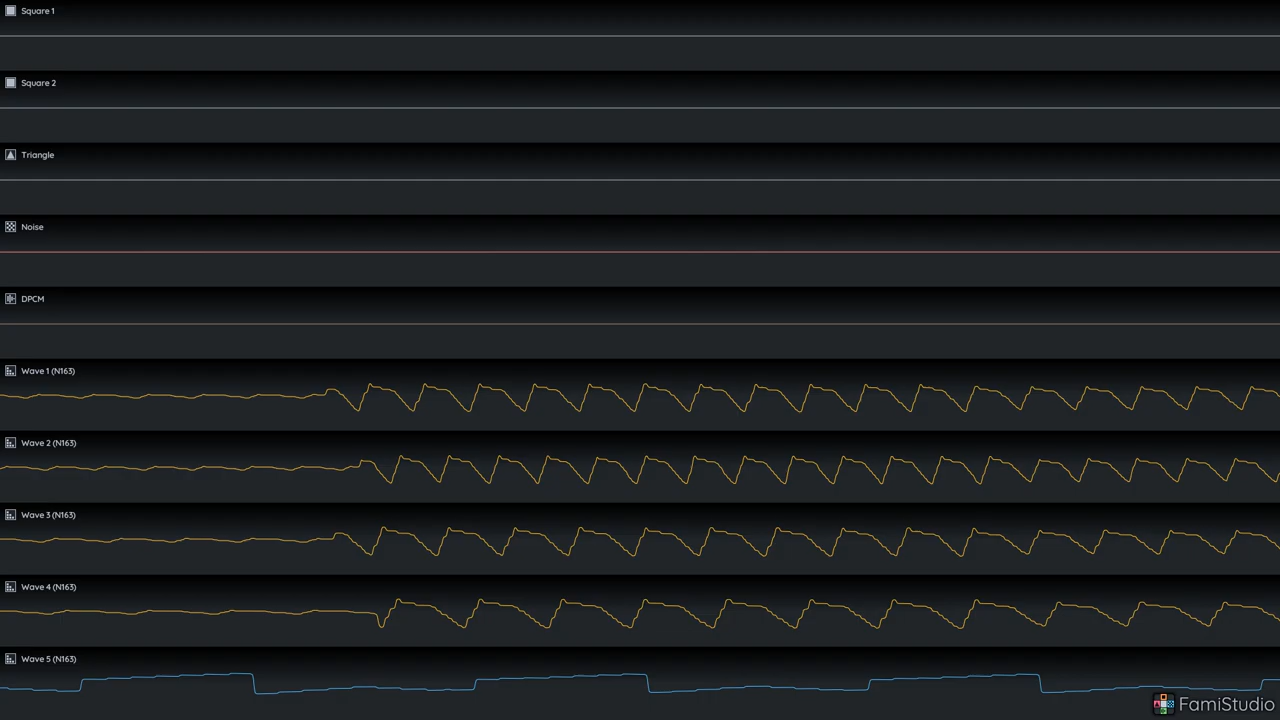 Square 1
Square 2
Triangle
Noise
DPCM
Wave 1 (N163)
Wave 2 (N163)
Wave 3 (N163)
Wave 4 (N163)
Wave 5 (N163)
FamiStudio